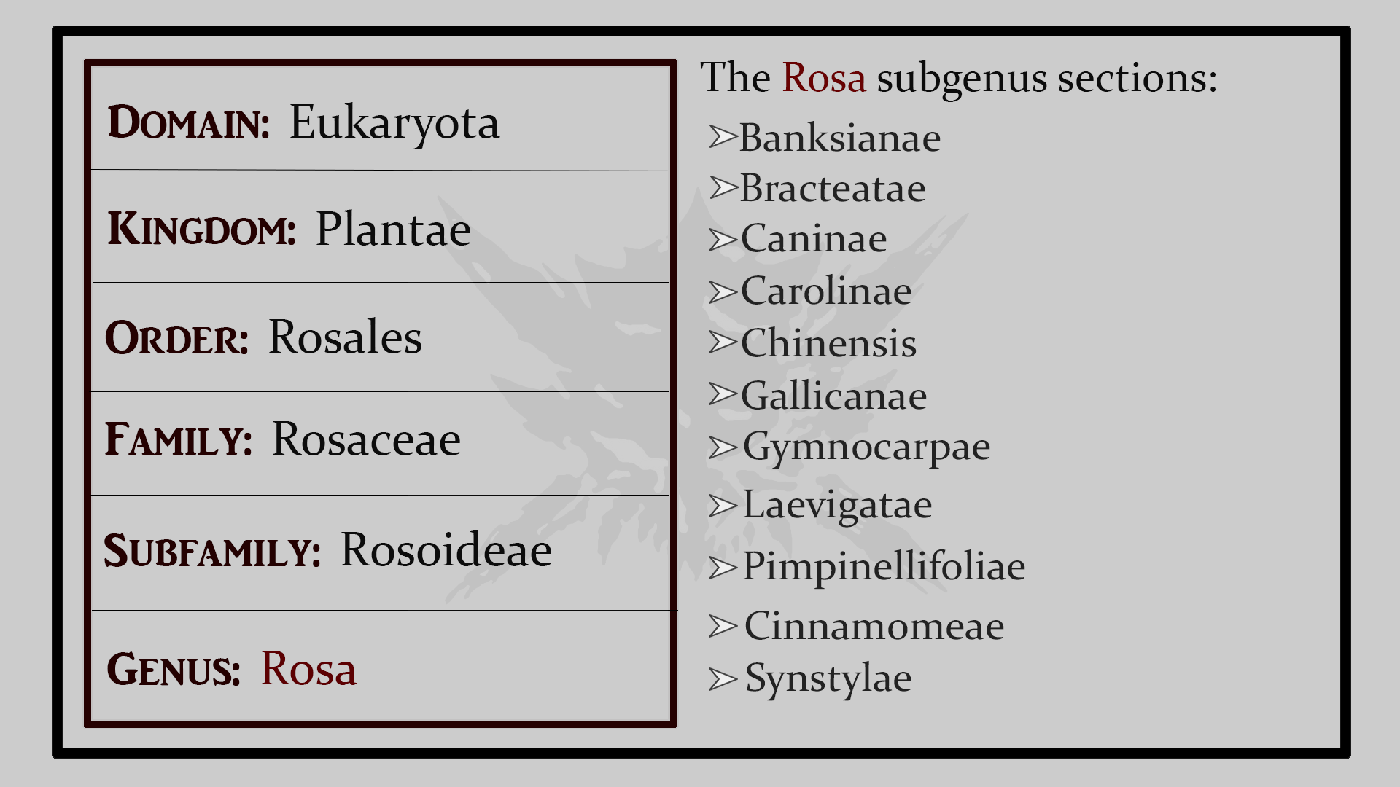 Domain: Eukaryota
Kingdom: Plantae
Order: Rosales
Family: Rosaceae
Subfamily: Rosoideae
Genus: Rosa
The Rosa subgenus sections:
➢Banksianae
➢Bracteatae
➢Caninae
➢Carolinae
➢Chinensis
➢Gallicanae
➢Gymnocarpae
➢Laevigatae
➢Pimpinellifoliae
➢Cinnamomeae
➢Synstylae